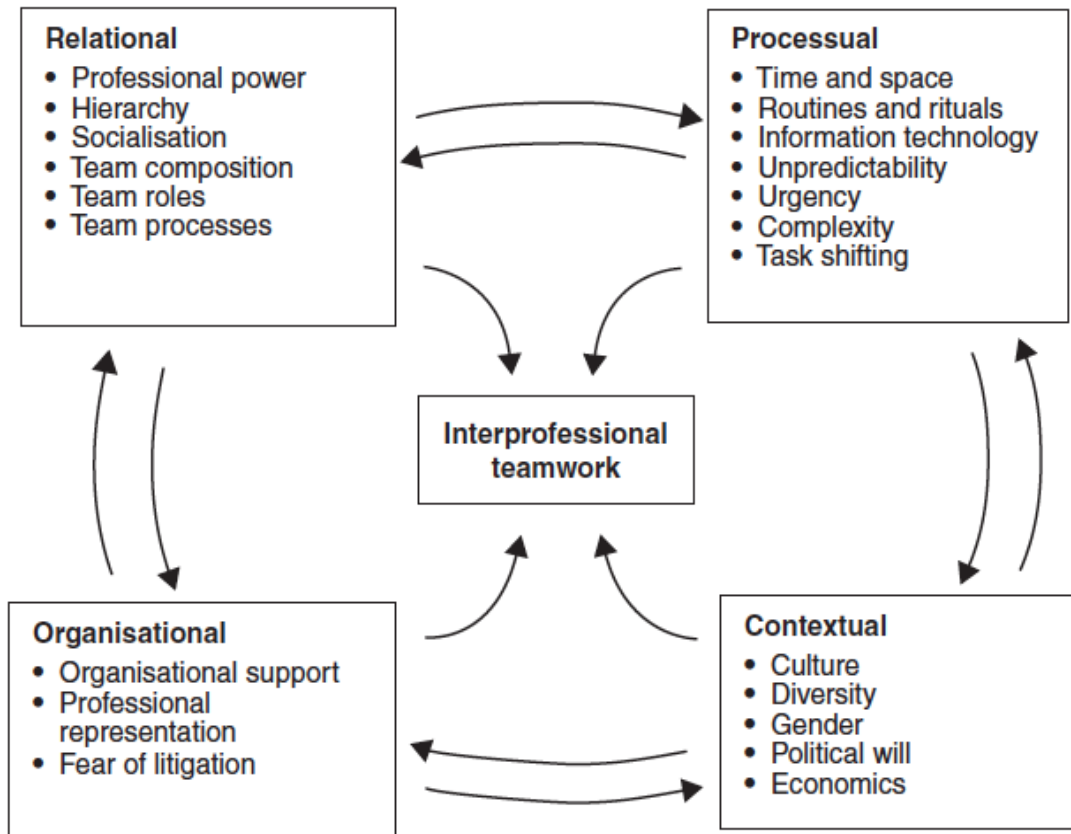 Relational
• Professional power
• Hierarchy
• Socialisation
• Team composition
• Team roles
• Team processes
Processual
• Time and space
• Routines and rituals
• Information technology
• Unpredictability
• Urgency
• Complexity
• Task shifting
Interprofessional
teamwork
Organisational
• Organisational support
• Professional
representation
• Fear of litigation
Contextual
• Culture
• Diversity
• Gender
• Political will
• Economics